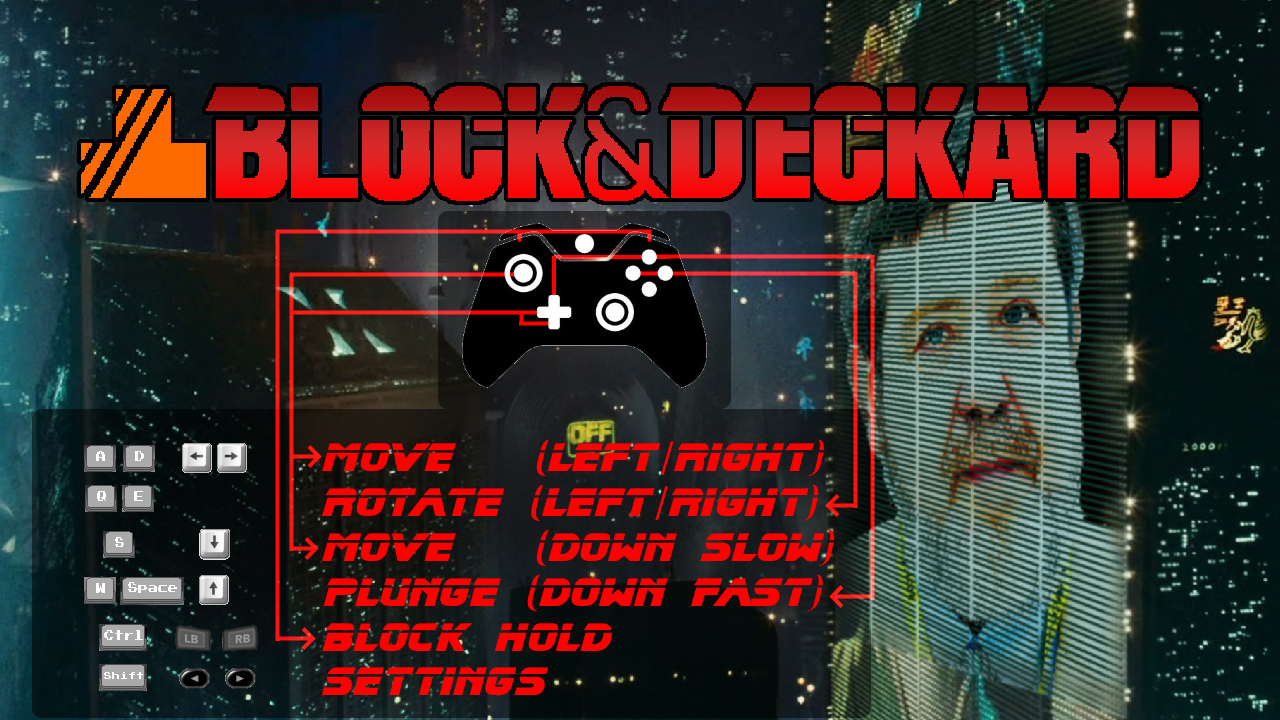 BLOCK&DECKARD
OFF
A D ← → MOVE (LEFT/RIGHT)
Q E ROTATE (LEFT/RIGHT)
S ↓ MOVE (DOWN SLOW)
W Space ↑ PLUNGE (DOWN FAST)
Ctrl LB RB BLOCK HOLD
Shift ◄ ► SETTINGS